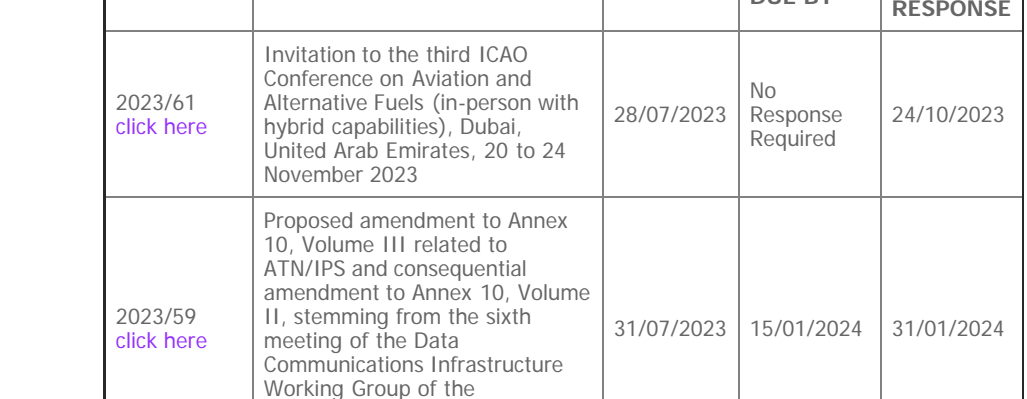 RESPONSE
2023/61
click here
Invitation to the third ICAO
Conference on Aviation and
Alternative Fuels (in-person with
hybrid capabilities), Dubai,
United Arab Emirates, 20 to 24
November 2023
28/07/2023
No
Response
Required
24/10/2023
2023/59
click here
Proposed amendment to Annex
10, Volume III related to
ATN/IPS and consequential
amendment to Annex 10, Volume
II, stemming from the sixth
meeting of the Data
Communications Infrastructure
Working Group of the
31/07/2023
15/01/2024
31/01/2024